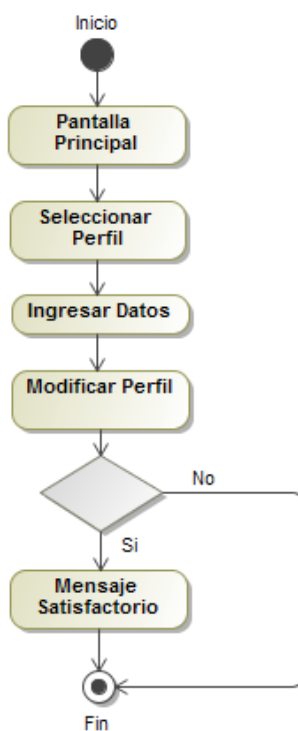 Inicio
Pantalla
Principal
Seleccionar
Perfil
Ingresar Datos
Modificar Perfil
No
Si
Mensaje
Satisfactorio
Fin